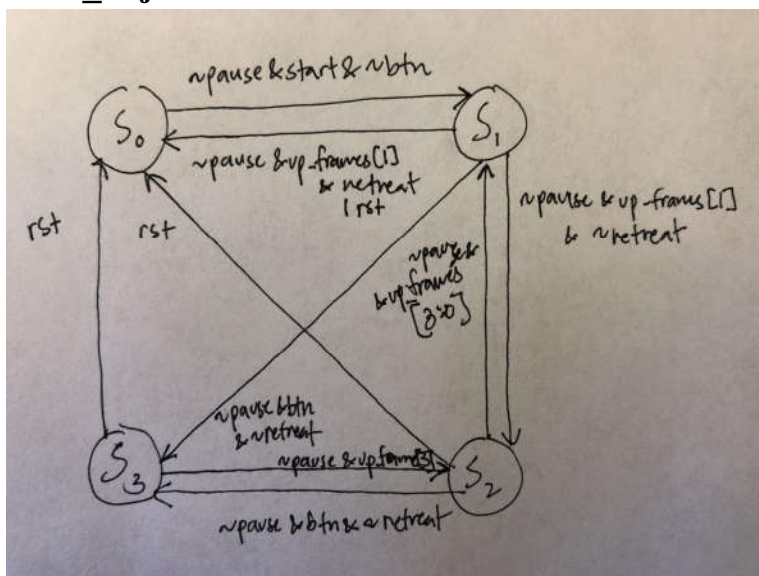 ~pause & start & ~btn
S0
S1
~pause & up_frames[1]
& retreat
| rst
~pause & up_frames[1]
& ~retreat
rst
rst
~pause &
& up_frames
[3:0]
~pause & btn
& ~retreat
~pause & up_frame[3]
S3
S2
~pause & btn & ~retreat